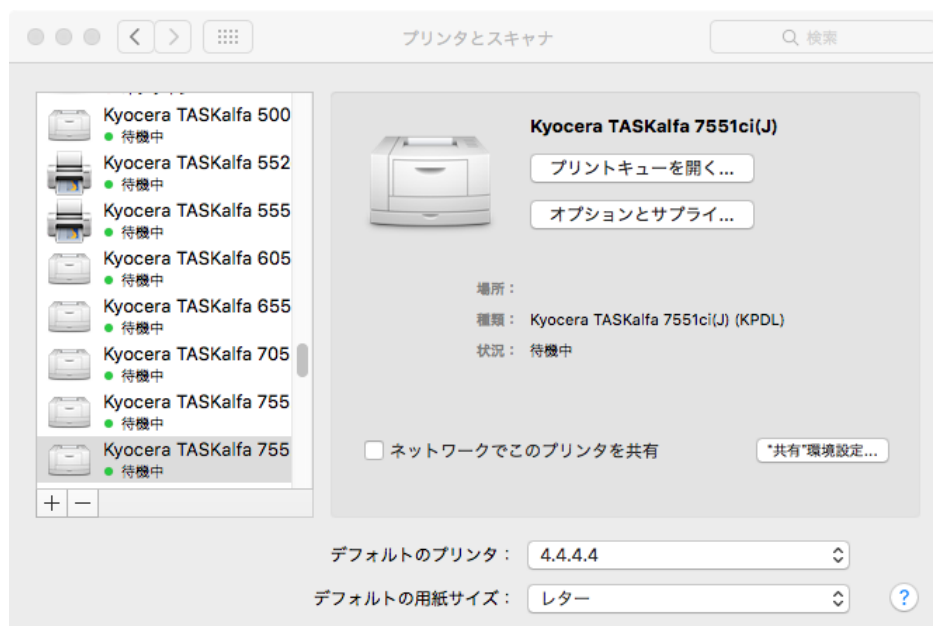 プリンタとスキャナ
検索
Kyocera TASKalfa 500
待機中
Kyocera TASKalfa 552
待機中
Kyocera TASKalfa 555
待機中
Kyocera TASKalfa 605
待機中
Kyocera TASKalfa 655
待機中
Kyocera TASKalfa 705
待機中
Kyocera TASKalfa 755
待機中
Kyocera TASKalfa 755
待機中
+ −
Kyocera TASKalfa 7551ci(J)
プリントキューを開く...
オプションとサプライ...
場所：
種類： Kyocera TASKalfa 7551ci(J) (KPDL)
状況： 待機中
ネットワークでこのプリンタを共有
"共有"環境設定...
デフォルトのプリンタ： 4.4.4.4
デフォルトの用紙サイズ： レター
?